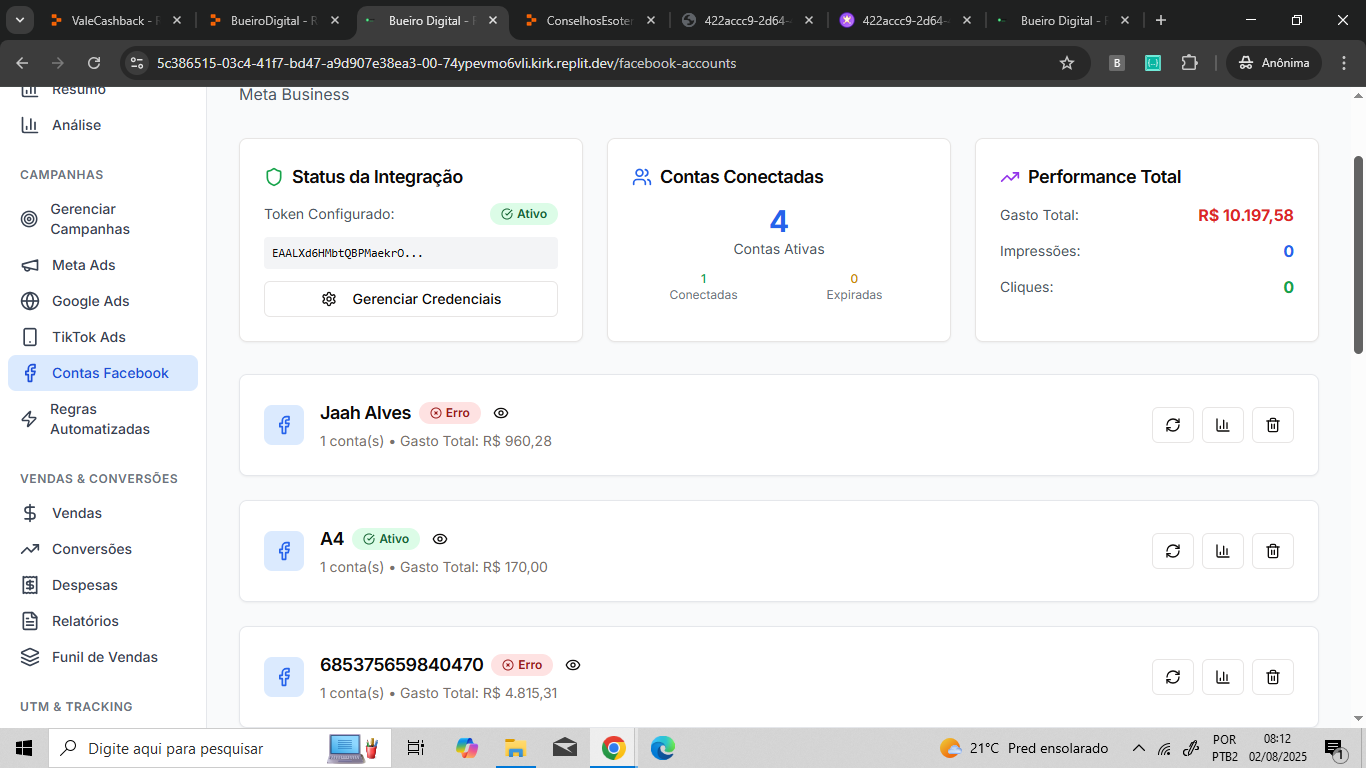 ValeCashback - R
BueiroDigital - R
Bueiro Digital - F
ConselhosEsoter
422accc9-2d64-
422accc9-2d64-
Bueiro Digital - F
5c386515-03c4-41f7-bd47-a9d907e38ea3-00-74ypevmo6vli.kirk.replit.dev/facebook-accounts
B
Anônima
Resumo
Análise
CAMPANHAS
Gerenciar
Campanhas
Meta Ads
Google Ads
TikTok Ads
Contas Facebook
Regras
Automatizadas
VENDAS & CONVERSÕES
Vendas
Conversões
Despesas
Relatórios
Funil de Vendas
UTM & TRACKING
Meta Business
Status da Integração
Token Configurado:
Ativo
EAALXd6HMbtQBPMaekrO...
Gerenciar Credenciais
Contas Conectadas
4
Contas Ativas
1
Conectadas
0
Expiradas
Performance Total
Gasto Total:
R$ 10.197,58
Impressões:
0
Cliques:
0
Jaah Alves
Erro
1 conta(s) • Gasto Total: R$ 960,28
A4
Ativo
1 conta(s) • Gasto Total: R$ 170,00
685375659840470
Erro
1 conta(s) • Gasto Total: R$ 4.815,31
Digite aqui para pesquisar
21°C Pred ensolarado
POR
PTB2
08:12
02/08/2025
1